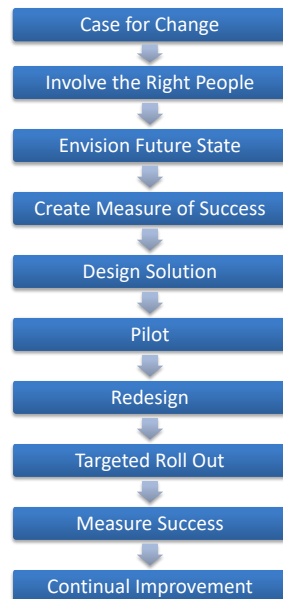 Case for Change
Involve the Right People
Envision Future State
Create Measure of Success
Design Solution
Pilot
Redesign
Targeted Roll Out
Measure Success
Continual Improvement